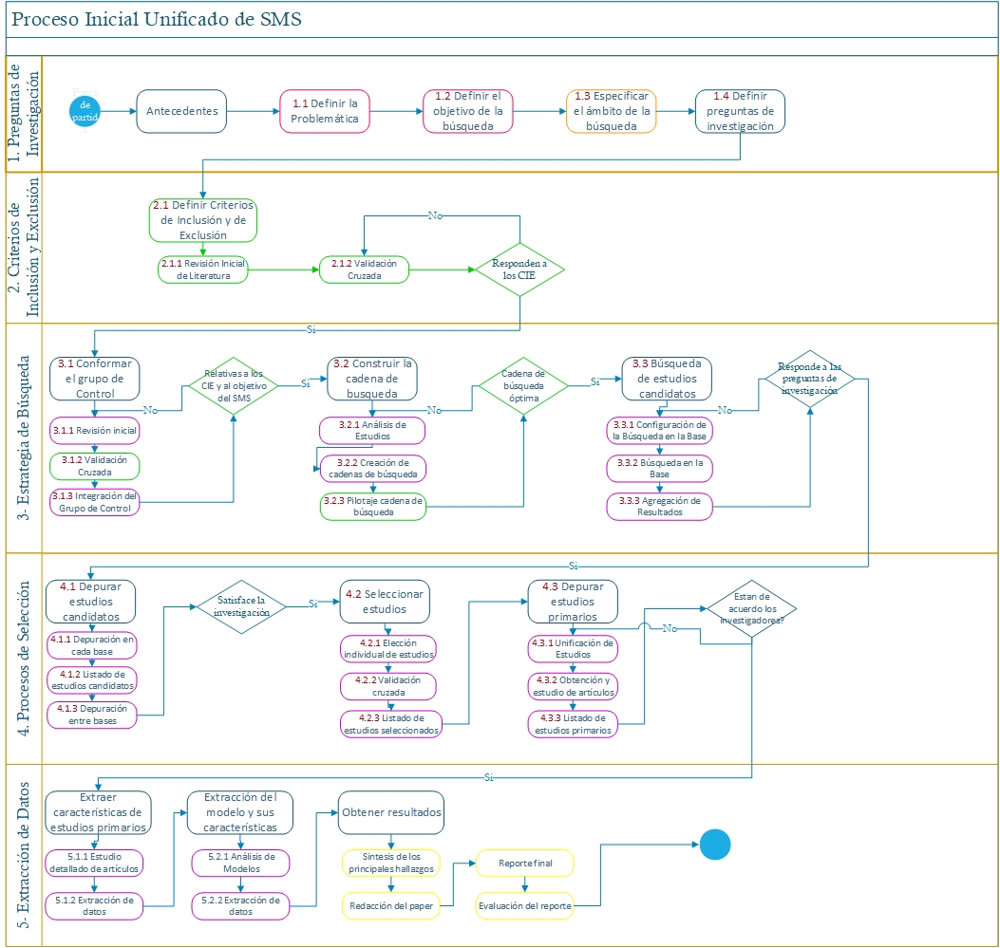 Proceso Inicial Unificado de SMS
1. Preguntas de
Investigación
de
partid
Antecedentes
1.1 Definir la
Problemática
1.2 Definir el
objetivo de la
búsqueda
1.3 Especificar
el ámbito de la
búsqueda
1.4 Definir
preguntas de
investigación
2. Criterios de
Inclusión y Exclusión
2.1 Definir Criterios
de Inclusión y de
Exclusión
2.1.1 Revisión Inicial
de Literatura
2.1.2 Validación
Cruzada
No
Responden a
los CIE
Si
3- Estrategia de Búsqueda
3.1 Conformar
el grupo de
Control
No
3.1.1 Revisión inicial
3.1.2 Validación
Cruzada
3.1.3 Integración del
Grupo de Control
Relativas a los
CIE y al objetivo
del SMS
Si
3.2 Construir la
cadena de
busqueda
No
3.2.1 Análisis de
Estudios
3.2.2 Creación de
cadenas de búsqueda
3.2.3 Pilotaje cadena de
búsqueda
Cadena de
búsqueda
óptima
Si
3.3 Búsqueda
de estudios
candidatos
No
3.3.1 Configuración de
la Búsqueda en la Base
3.3.2 Búsqueda en la
Base
3.3.3 Agregación de
Resultados
Responde a las
preguntas de
investigación
Si
4. Procesos de Selección
4.1 Depurar
estudios
candidatos
4.1.1 Depuración en
cada base
4.1.2 Listado de
estudios candidatos
4.1.3 Depuración
entre bases
Satisface la
investigación
Si
4.2 Seleccionar
estudios
4.2.1 Elección
individual de estudios
4.2.2 Validación
cruzada
4.2.3 Listado de
estudios seleccionados
4.3 Depurar
estudios
primarios
No
4.3.1 Unificación de
Estudios
4.3.2 Obtención y
estudio de artículos
4.3.3 Listado de
estudios primarios
Estan de
acuerdo los
investigadores?
Si
5- Extracción de Datos
Extraer
características de
estudios primarios
5.1.1 Estudio
detallado de artículos
5.1.2 Extracción de
datos
Extracción del
modelo y sus
características
5.2.1 Análisis de
Modelos
5.2.2 Extracción de
datos
Obtener resultados
Síntesis de los
principales hallazgos
Redacción del paper
Reporte final
Evaluación del reporte